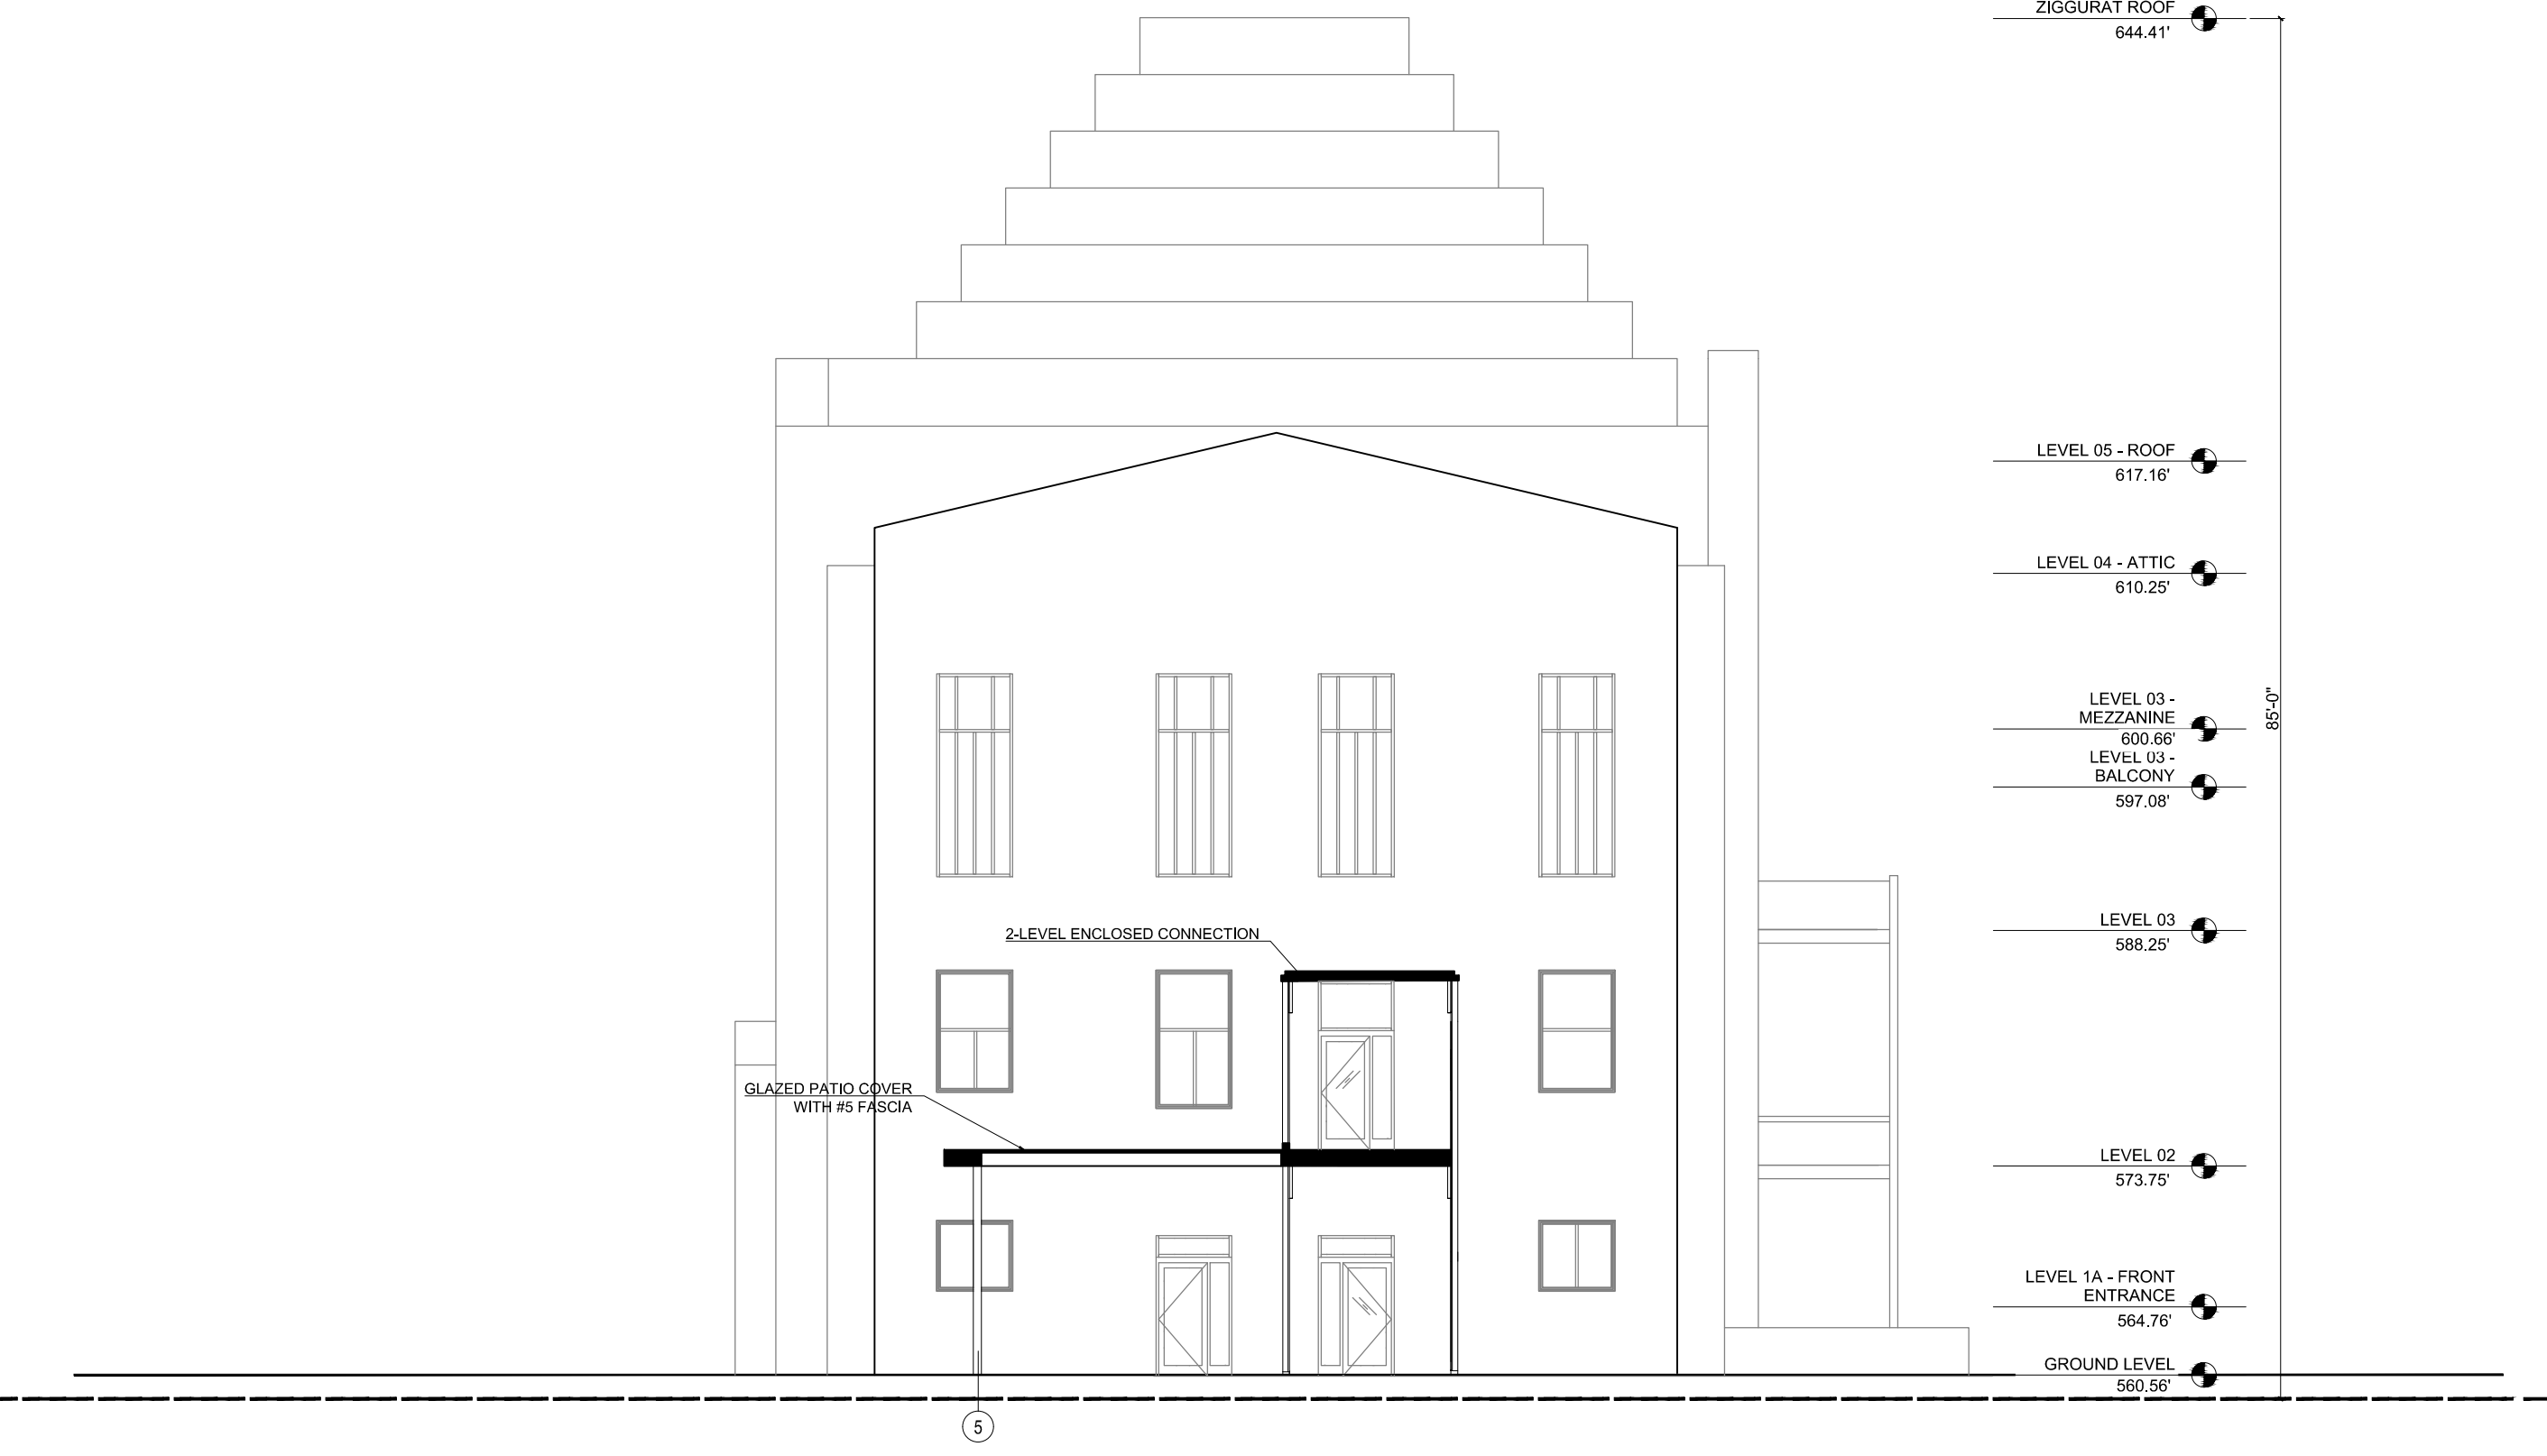 ZIGGURAT ROOF
644.41'
LEVEL 05 - ROOF
617.16'
LEVEL 04 - ATTIC
610.25'
LEVEL 03 -
MEZZANINE
600.66'
85'-0"
LEVEL 03 -
BALCONY
597.08'
2-LEVEL ENCLOSED CONNECTION
LEVEL 03
588.25'
GLAZED PATIO COVER
WITH #5 FASCIA
LEVEL 02
573.75'
LEVEL 1A - FRONT
ENTRANCE
564.76'
GROUND LEVEL
560.56'
5